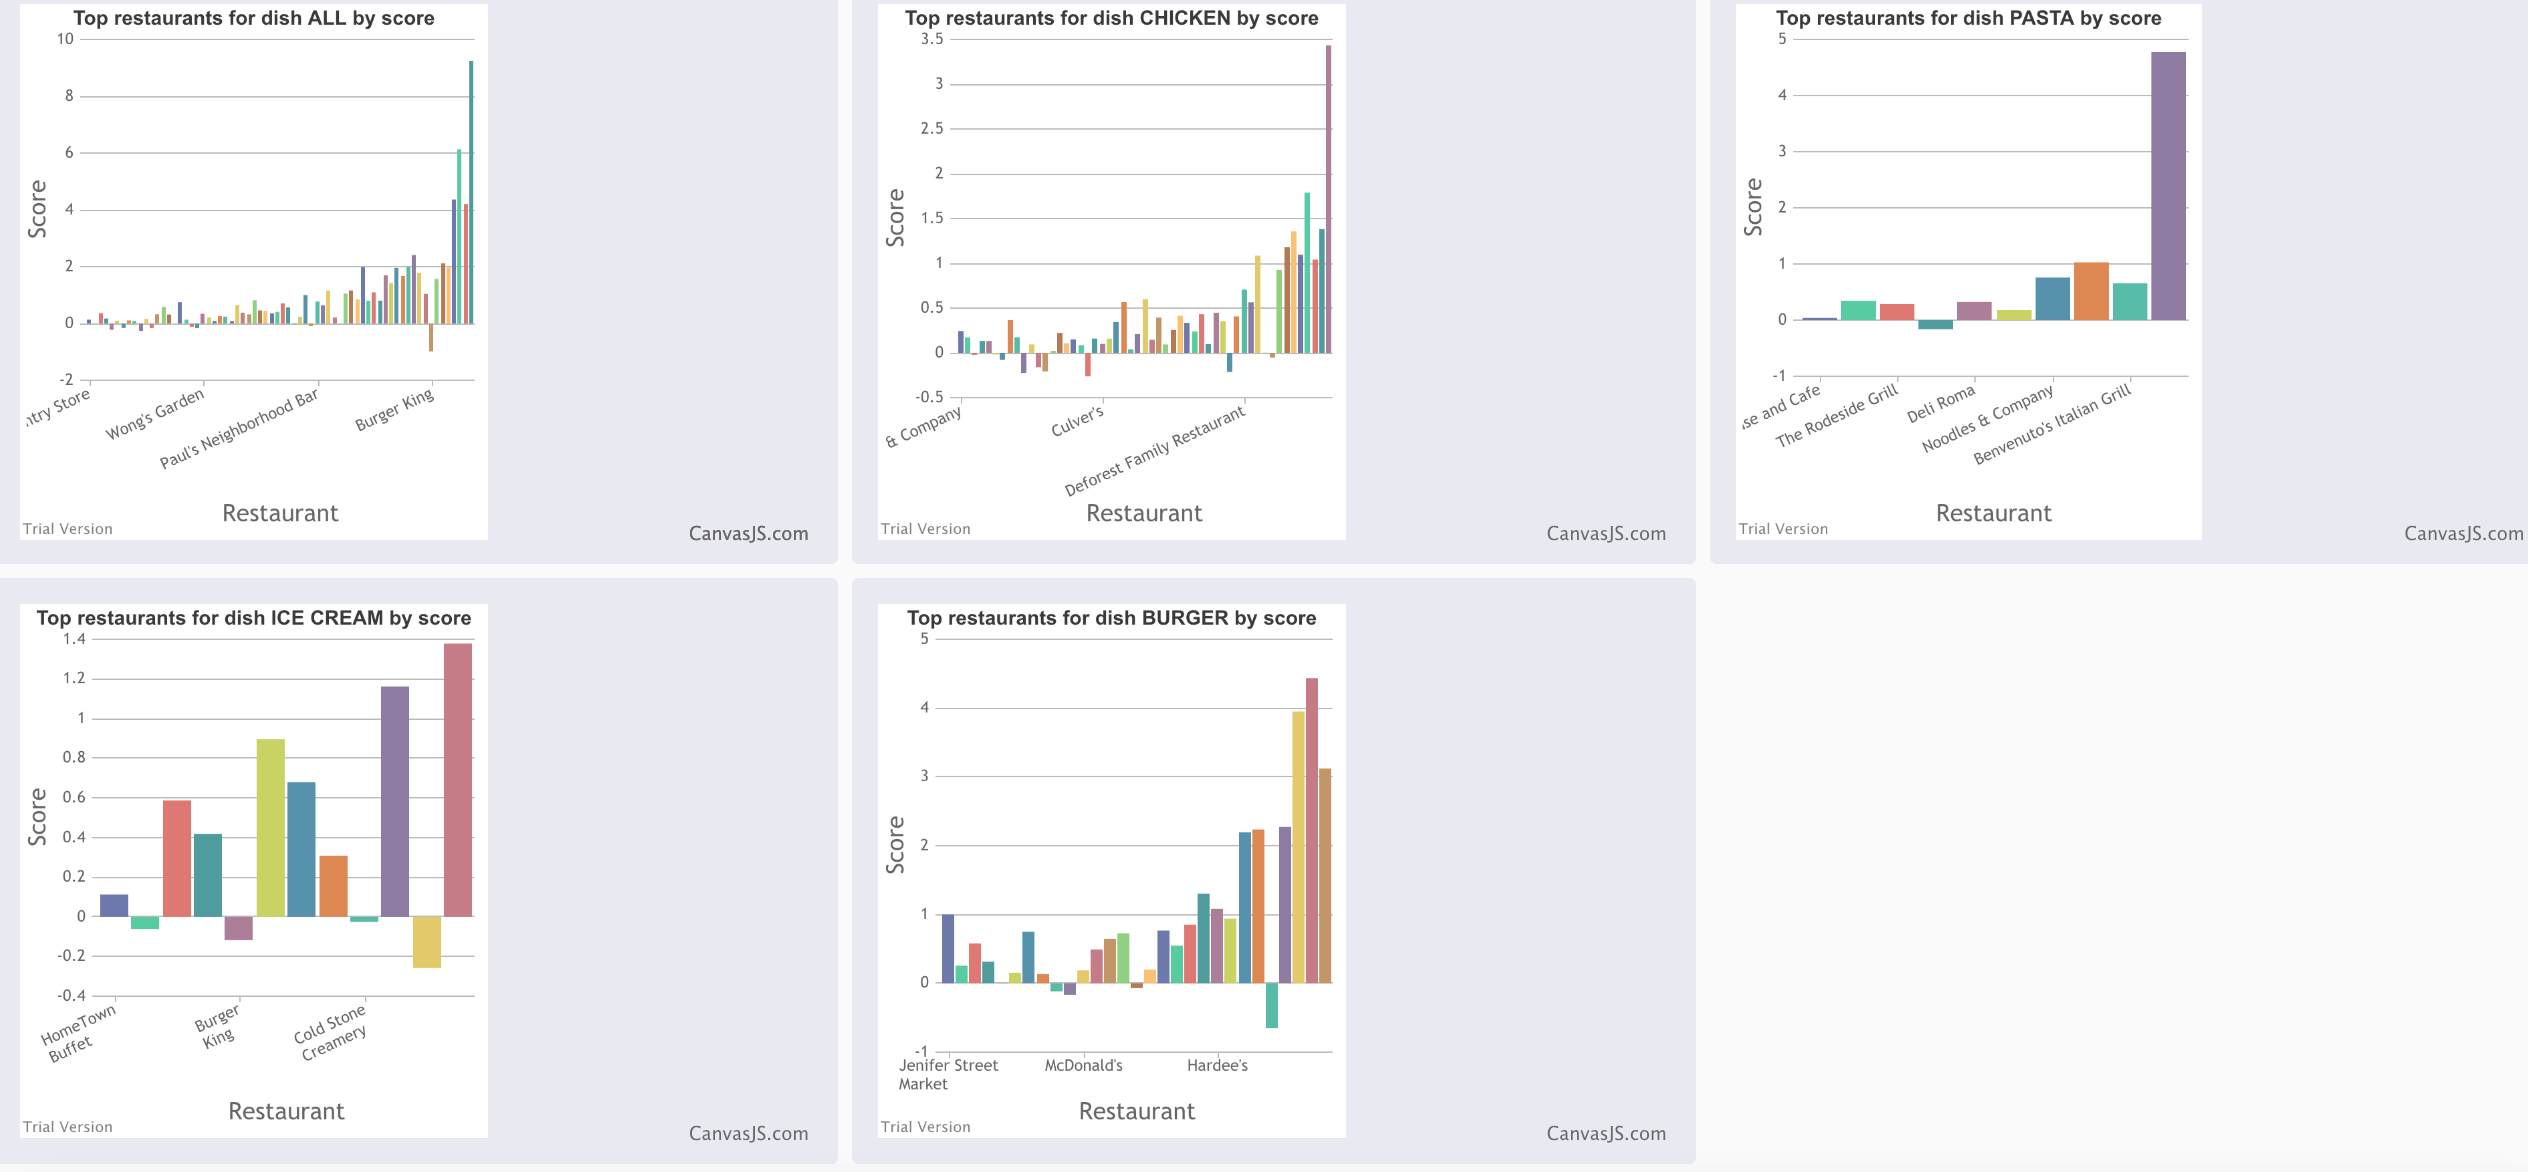 Top restaurants for dish ALL by score
10
8
6
4
2
0
-2
Score
Store
Wong's Garden
Paul's Neighborhood Bar
Burger King
Restaurant
Trial Version
CanvasJS.com
Top restaurants for dish CHICKEN by score
3.5
3
2.5
2
1.5
1
0.5
0
-0.5
Score
& Company
Culver's
Deforest Family Restaurant
Restaurant
Trial Version
CanvasJS.com
Top restaurants for dish PASTA by score
5
4
3
2
1
0
-1
Score
and Cafe
The Rodeside Grill
Deli Roma
Noodles & Company
Benvenuto's Italian Grill
Restaurant
Trial Version
CanvasJS.com
Top restaurants for dish ICE CREAM by score
1.4
1.2
1
0.8
0.6
0.4
0.2
0
-0.2
-0.4
Score
HomeTown
Buffet
Burger
King
Cold Stone
Creamery
Restaurant
Trial Version
CanvasJS.com
Top restaurants for dish BURGER by score
5
4
3
2
1
0
-1
Score
Jenifer Street
Market
McDonald's
Hardee's
Restaurant
Trial Version
CanvasJS.com